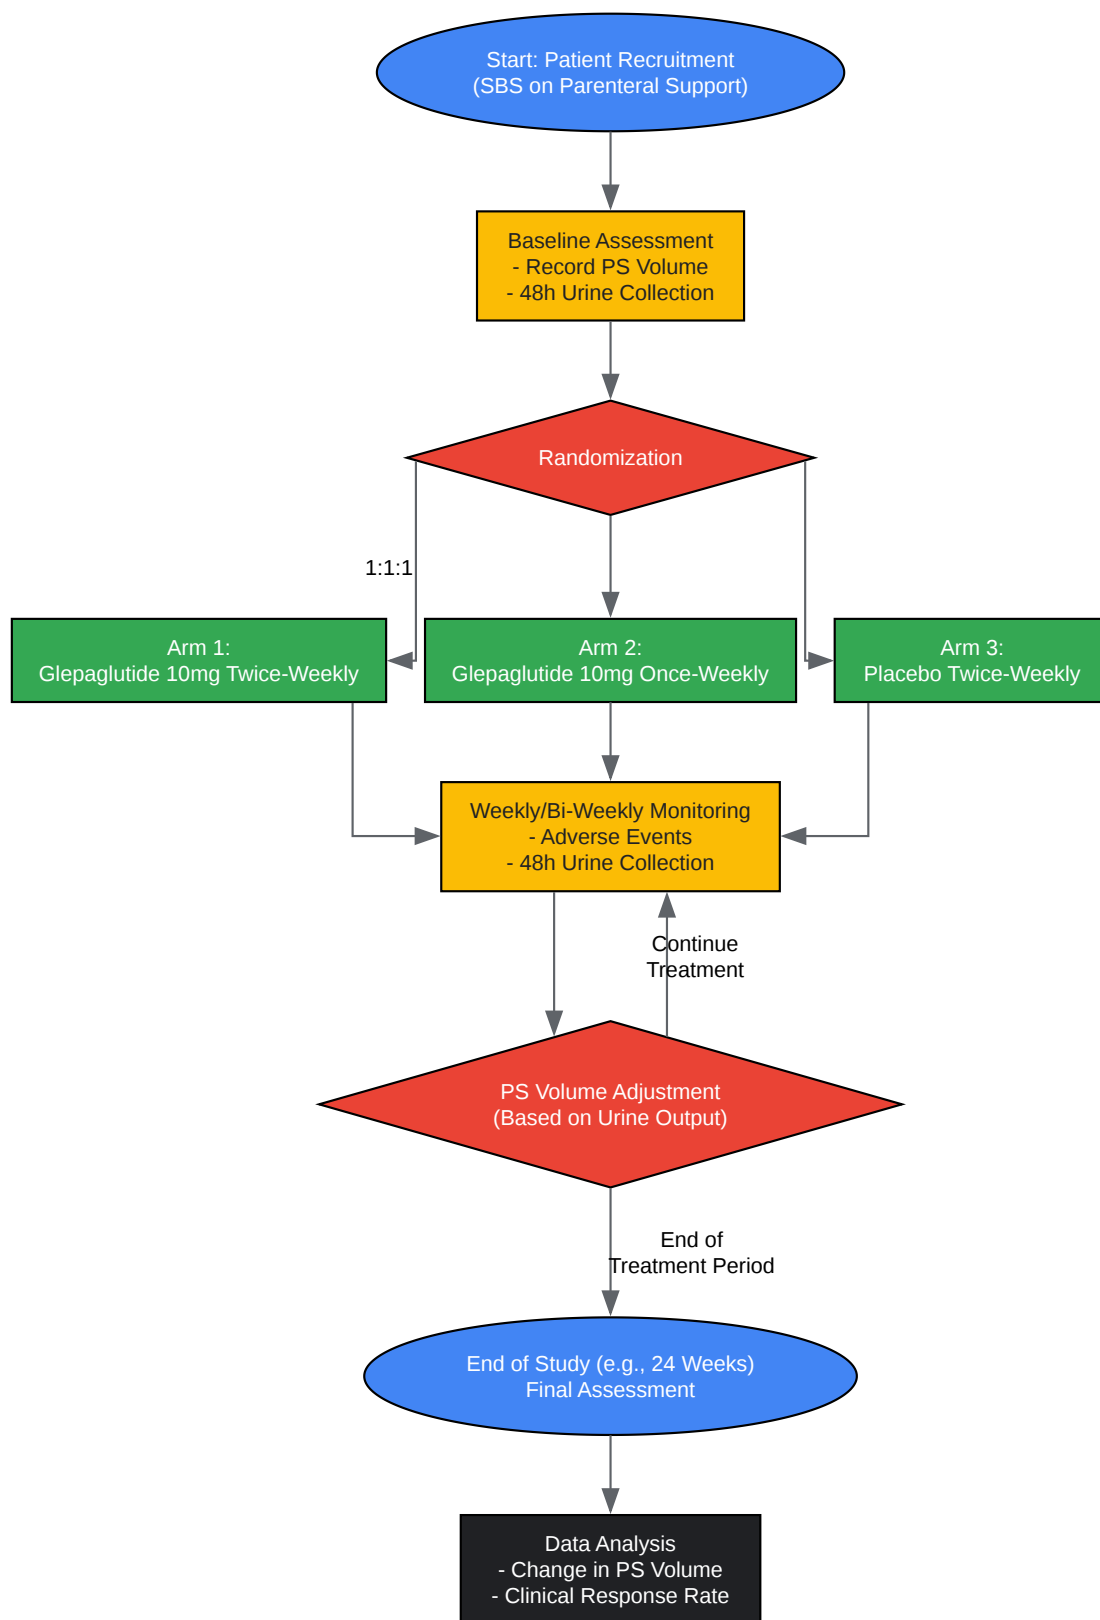 Start: Patient Recruitment
(SBS on Parenteral Support)
Baseline Assessment
- Record PS Volume
- 48h Urine Collection
Randomization
1:1:1
Arm 1:
Glepaglutide 10mg Twice-Weekly
Arm 2:
Glepaglutide 10mg Once-Weekly
Arm 3:
Placebo Twice-Weekly
Weekly/Bi-Weekly Monitoring
- Adverse Events
- 48h Urine Collection
Continue
Treatment
PS Volume Adjustment
(Based on Urine Output)
End of
Treatment Period
End of Study (e.g., 24 Weeks)
Final Assessment
Data Analysis
- Change in PS Volume
- Clinical Response Rate